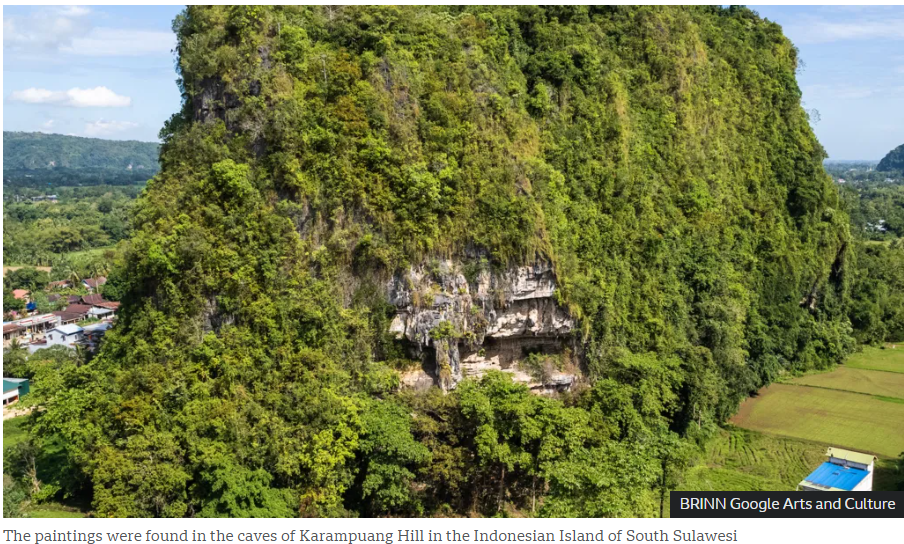 BRINN Google Arts and Culture
The paintings were found in the caves of Karampuang Hill in the Indonesian Island of South Sulawesi